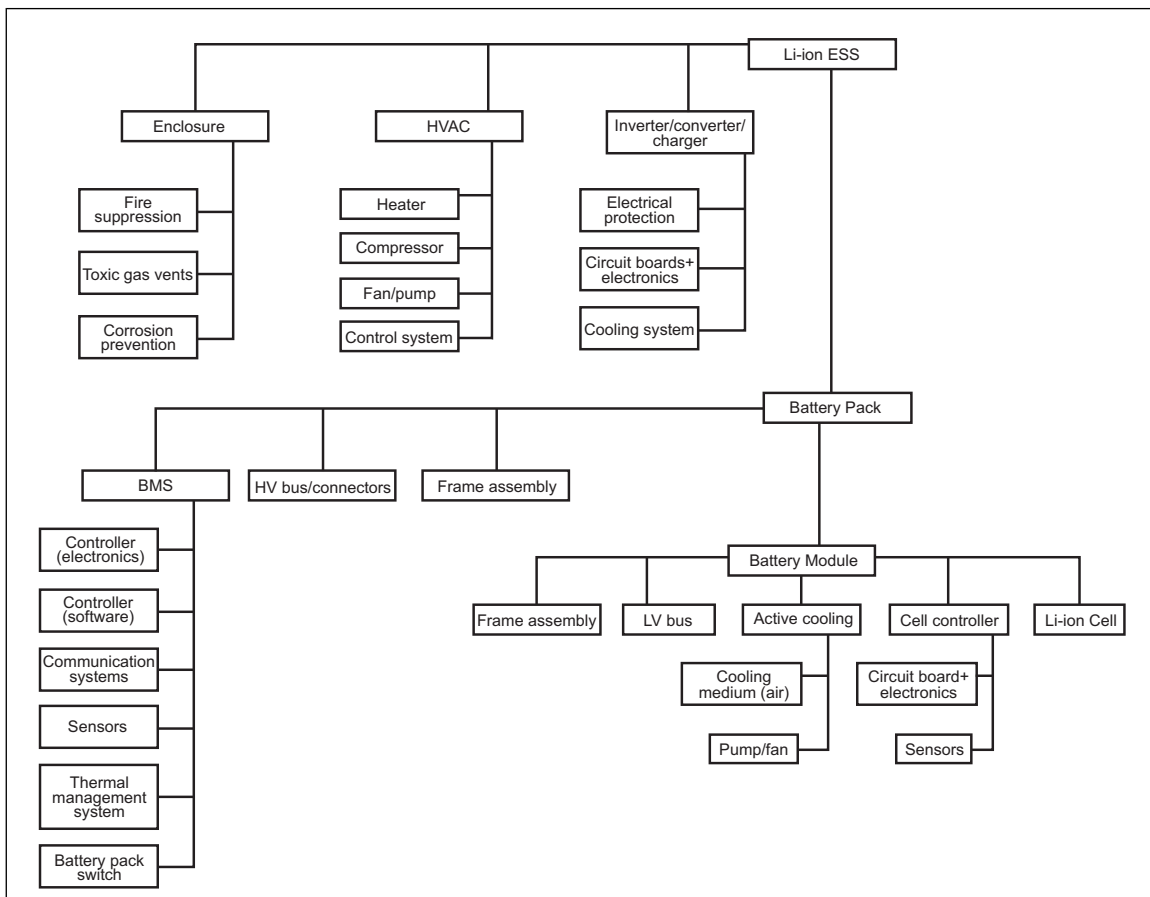 Li-ion ESS
Enclosure
HVAC
Inverter/converter/
charger
Fire
suppression
Toxic gas vents
Corrosion
prevention
Heater
Compressor
Fan/pump
Control system
Electrical
protection
Circuit boards+
electronics
Cooling system
Battery Pack
BMS
HV bus/connectors
Frame assembly
Controller
(electronics)
Controller
(software)
Communication
systems
Sensors
Thermal
management
system
Battery pack
switch
Battery Module
Frame assembly
LV bus
Active cooling
Cell controller
Li-ion Cell
Cooling
medium (air)
Pump/fan
Circuit board+
electronics
Sensors